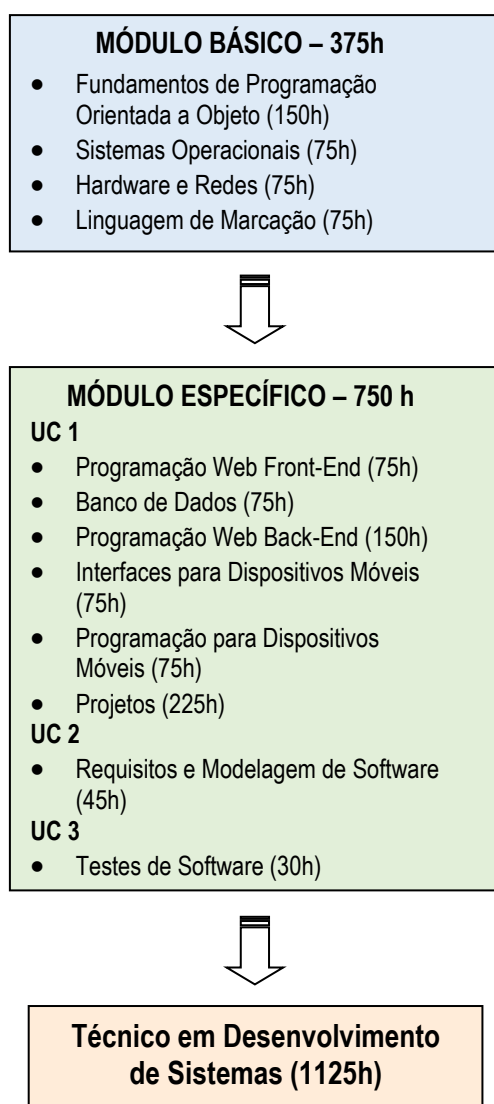 MÓDULO BÁSICO – 375h
• Fundamentos de Programação
Orientada a Objeto (150h)
• Sistemas Operacionais (75h)
• Hardware e Redes (75h)
• Linguagem de Marcação (75h)
MÓDULO ESPECÍFICO – 750 h
UC 1
• Programação Web Front-End (75h)
• Banco de Dados (75h)
• Programação Web Back-End (150h)
• Interfaces para Dispositivos Móveis
(75h)
• Programação para Dispositivos
Móveis (75h)
• Projetos (225h)
UC 2
• Requisitos e Modelagem de Software
(45h)
UC 3
• Testes de Software (30h)
Técnico em Desenvolvimento
de Sistemas (1125h)